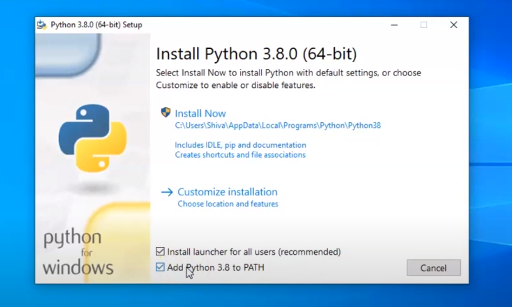 Python 3.8.0 (64-bit) Setup
Install Python 3.8.0 (64-bit)
Select Install Now to install Python with default settings, or choose
Customize to enable or disable features.
Install Now
C:\Users\Shiva\AppData\Local\Programs\Python\Python38
Includes IDLE, pip and documentation
Creates shortcuts and file associations
Customize installation
Choose location and features
python
for
windows
Install launcher for all users (recommended)
Add Python 3.8 to PATH
Cancel